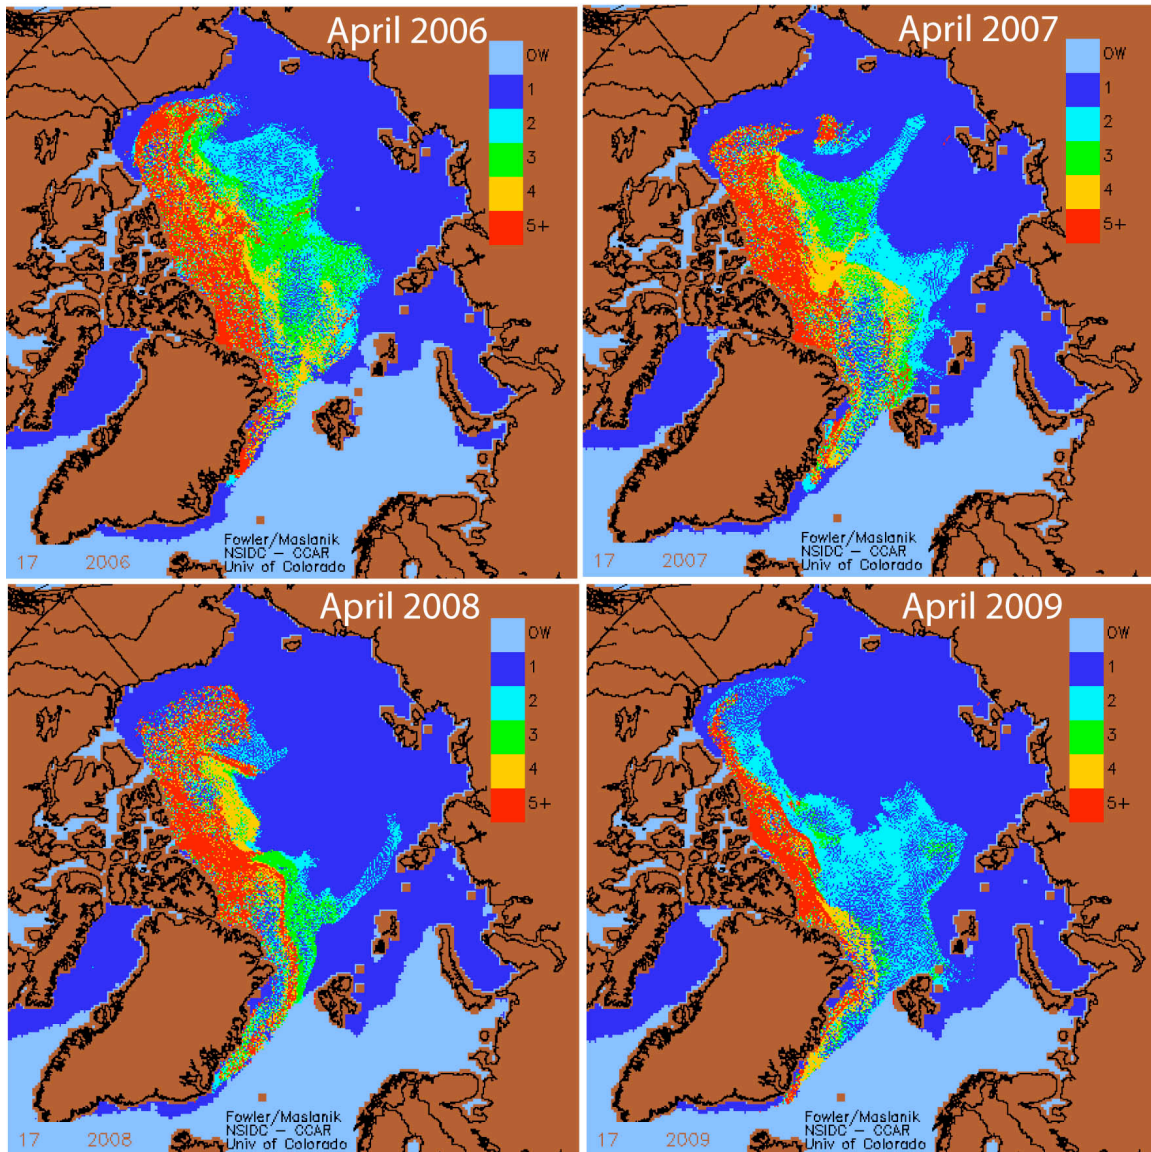 April 2006
OW
1
2
3
4
5+
Fowler/Maslanik
NSIDC – CCAR
Univ of Colorado
17 2006
April 2007
OW
1
2
3
4
5+
Fowler/Maslanik
NSIDC – CCAR
Univ of Colorado
17 2007
April 2008
OW
1
2
3
4
5+
Fowler/Maslanik
NSIDC – CCAR
Univ of Colorado
17 2008
April 2009
OW
1
2
3
4
5+
Fowler/Maslanik
NSIDC – CCAR
Univ of Colorado
17 2009